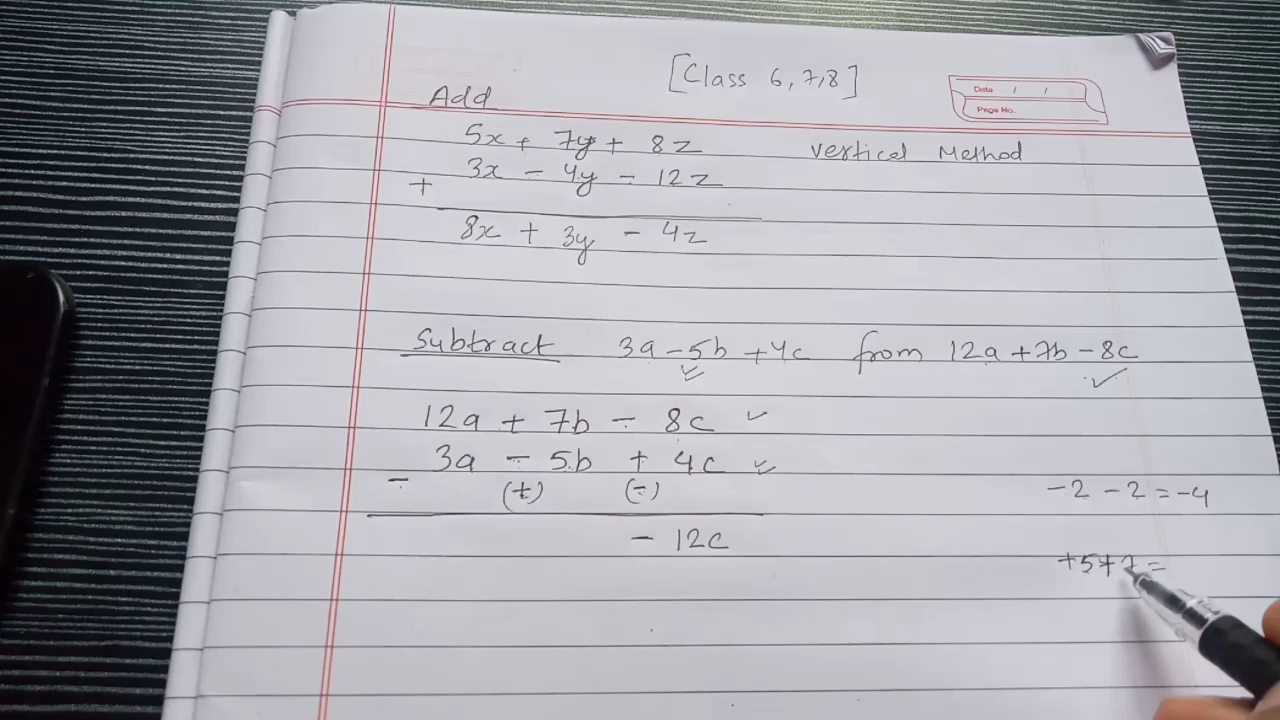 [Class 6, 7, 8]
Add
Date / /
Page No.
5x + 7y + 8z
vertical Method
3x - 4y - 12z
+
8x + 3y - 4z
Subtract 3a - 5b + 4c from 12a + 7b - 8c
12a + 7b - 8c ✓
3a - 5b + 4c ✓
-
(+) (-)
-2 -2 = -4
- 12c
+5+7 =